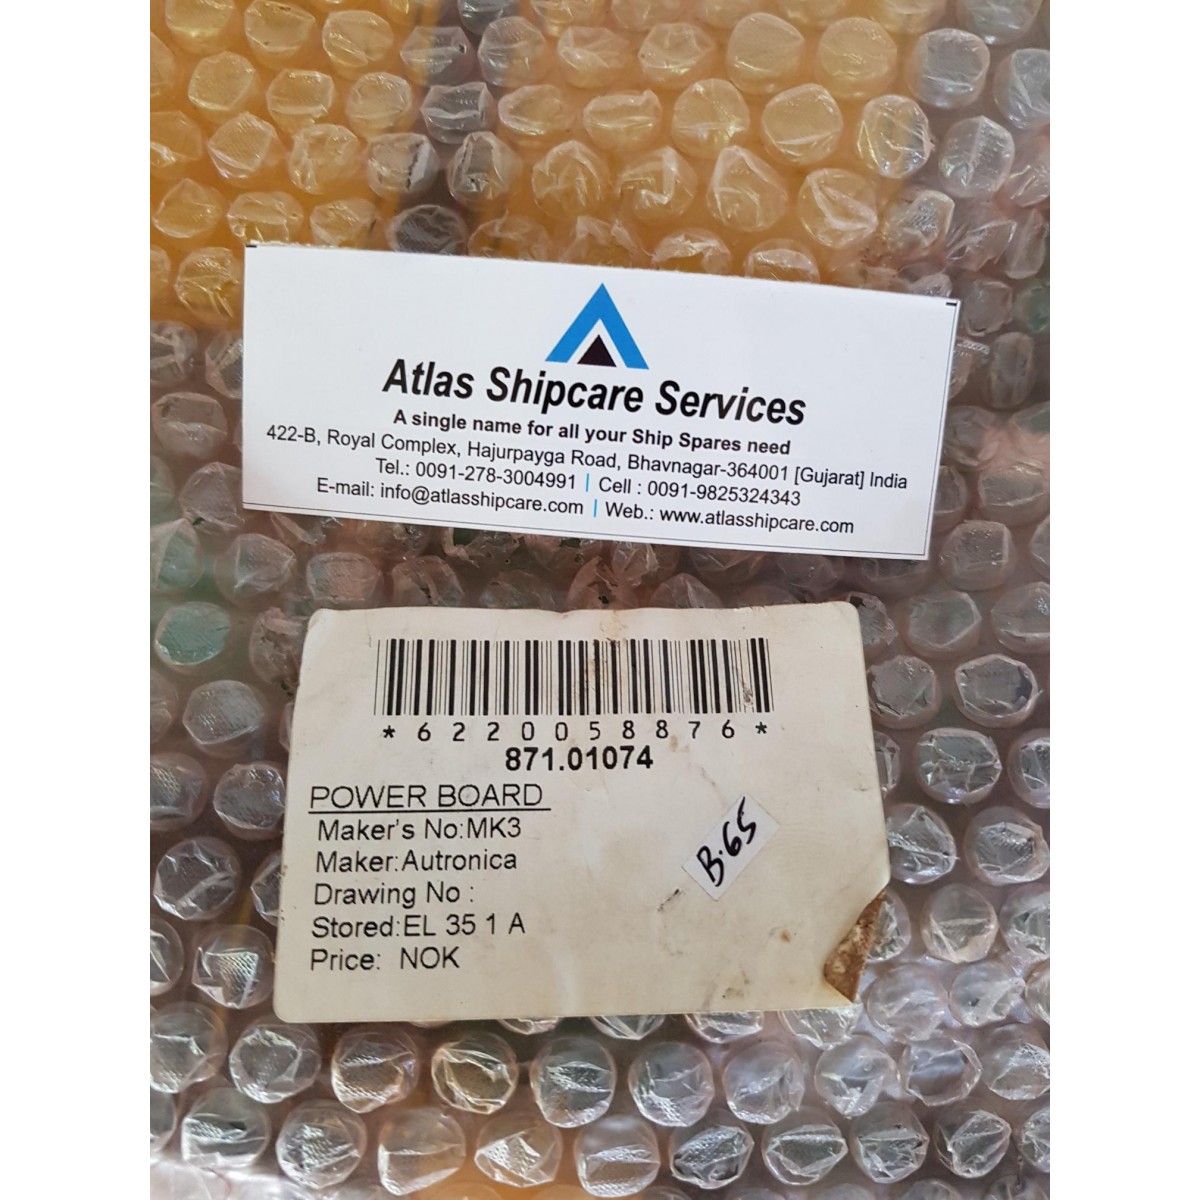 Atlas Shipcare Services
A single name for all your Ship Spares need
422-B, Royal Complex, Hajurpayga Road, Bhavnagar-364001 [Gujarat] India
Tel.: 0091-278-3004991 | Cell : 0091-9825324343
E-mail: info@atlasshipcare.com | Web.: www.atlasshipcare.com
*6220058876*
871.01074
POWER BOARD
Maker's No:MK3
Maker:Autronica
Drawing No :
Stored:EL 35 1 A
Price: NOK
B.65